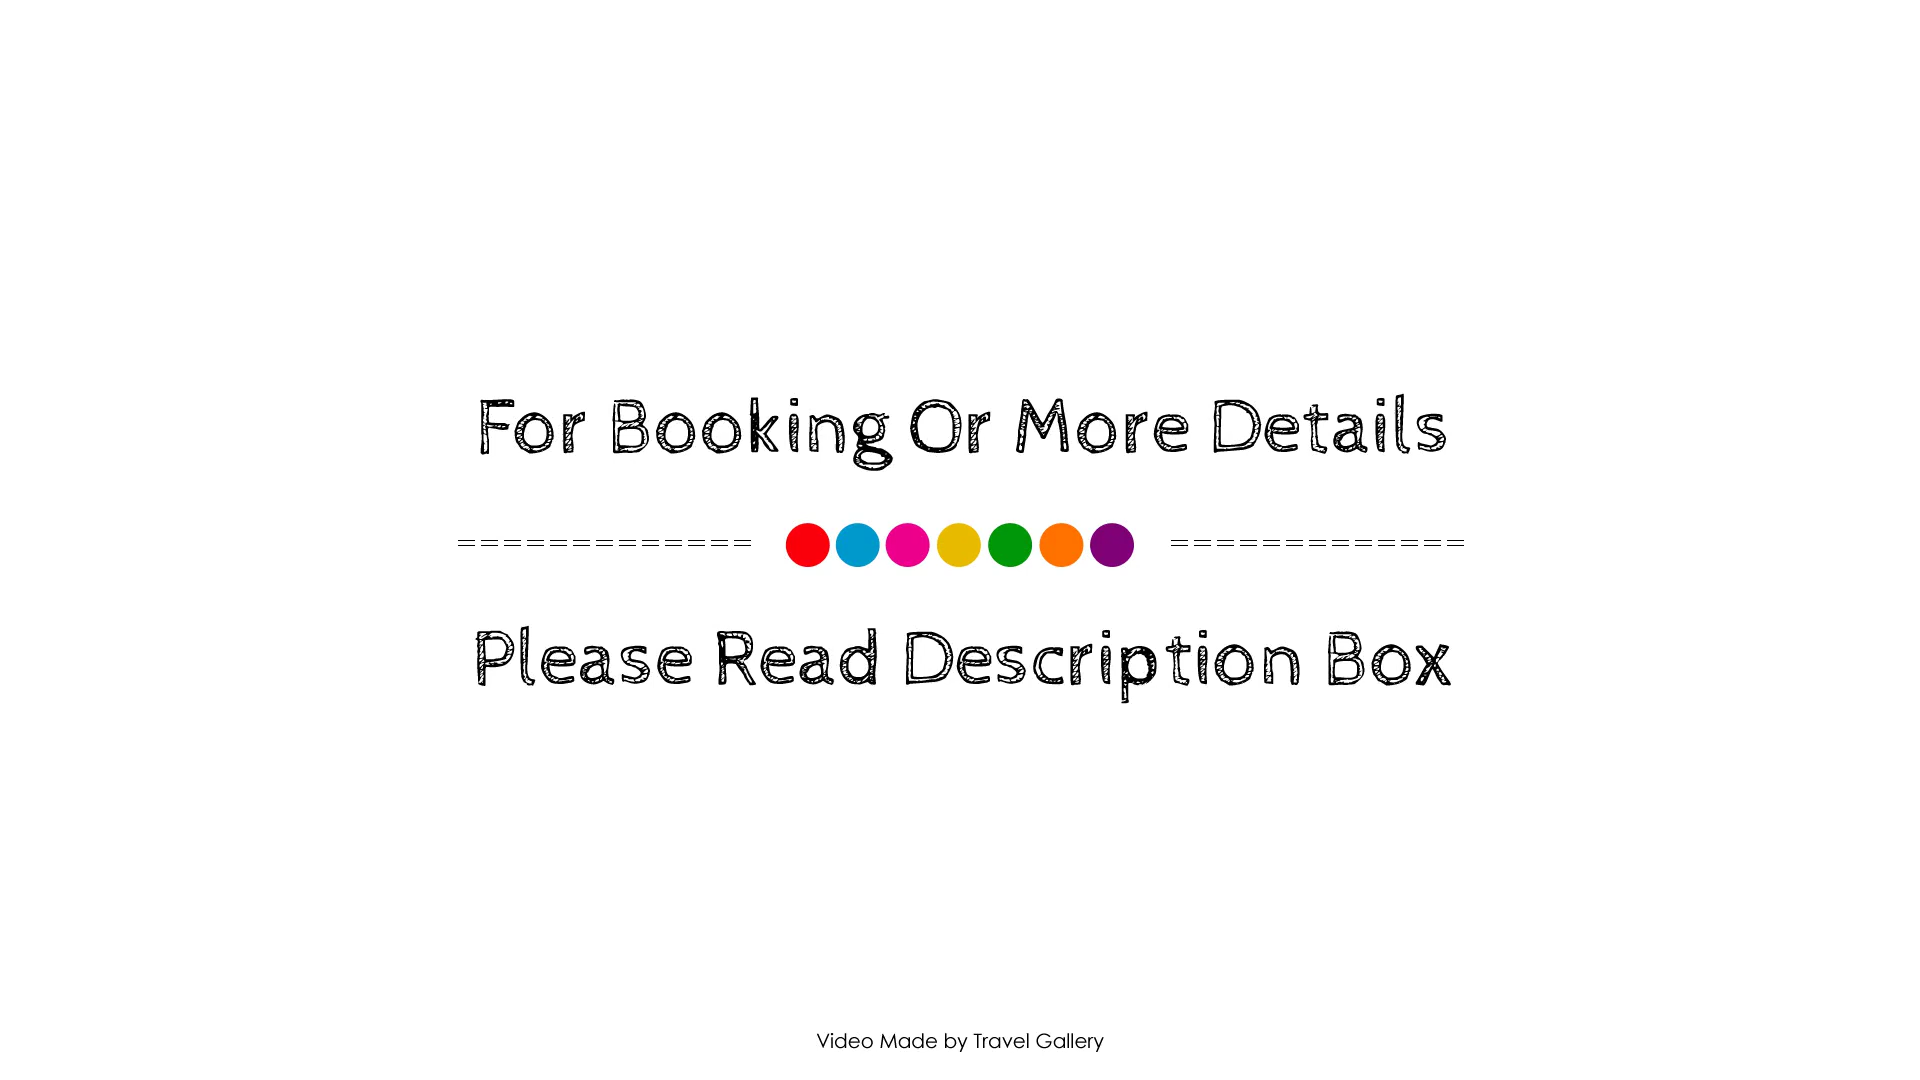 For Booking Or More Details
============= =============
Please Read Description Box
Video Made by Travel Gallery